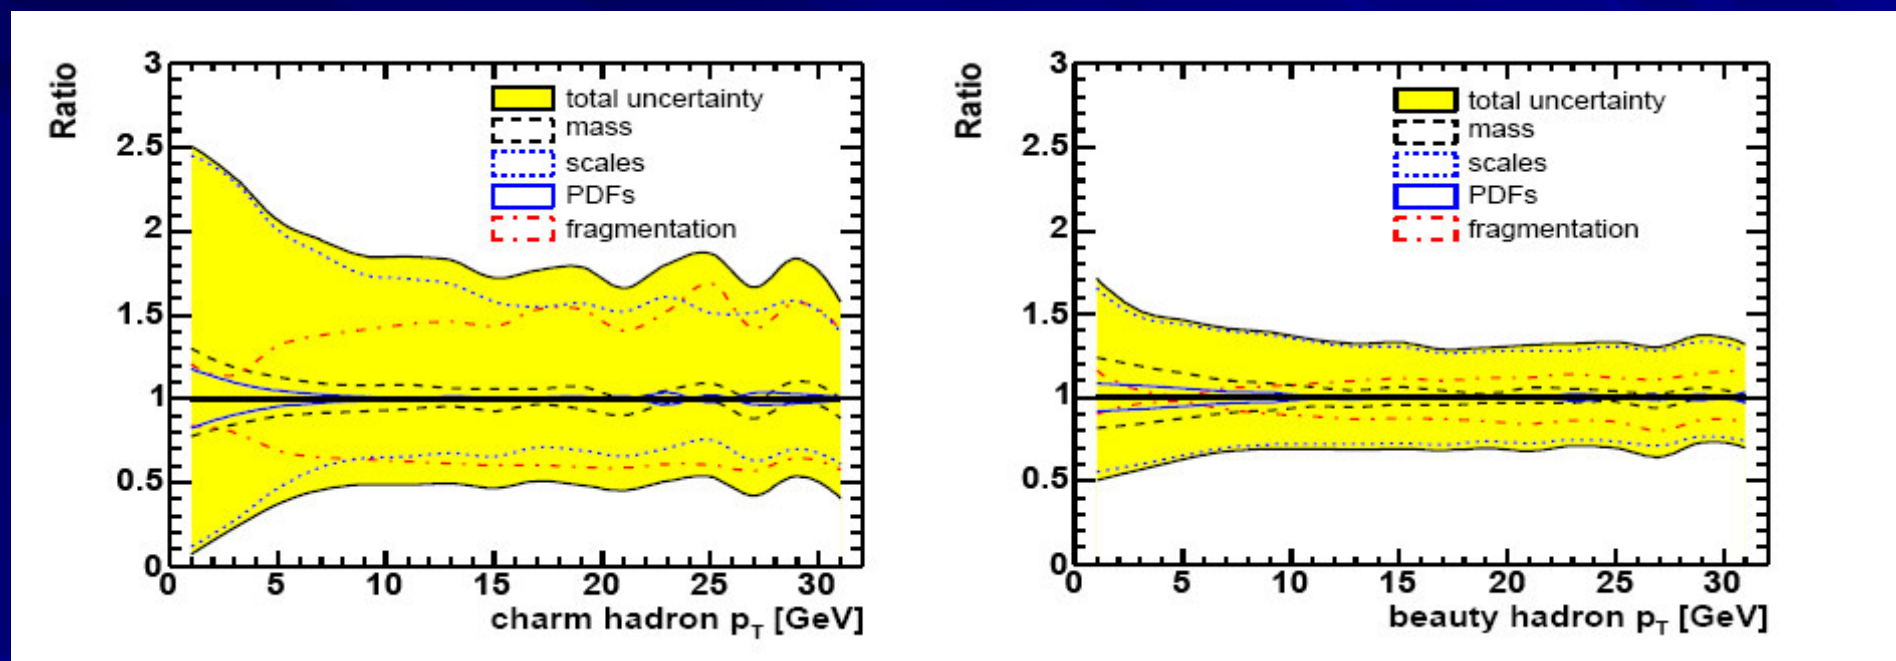 Ratio
3
2.5
2
1.5
1
0.5
0
total uncertainty
mass
scales
PDFs
fragmentation
0 5 10 15 20 25 30
charm hadron pT [GeV]
Ratio
3
2.5
2
1.5
1
0.5
0
total uncertainty
mass
scales
PDFs
fragmentation
0 5 10 15 20 25 30
beauty hadron pT [GeV]